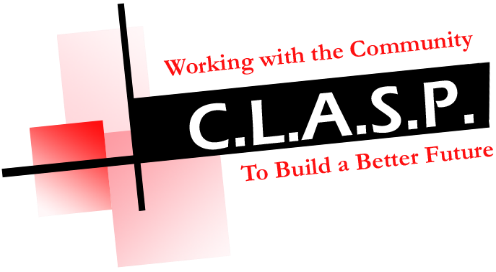 Working with the Community
C.L.A.S.P.
To Build a Better Future